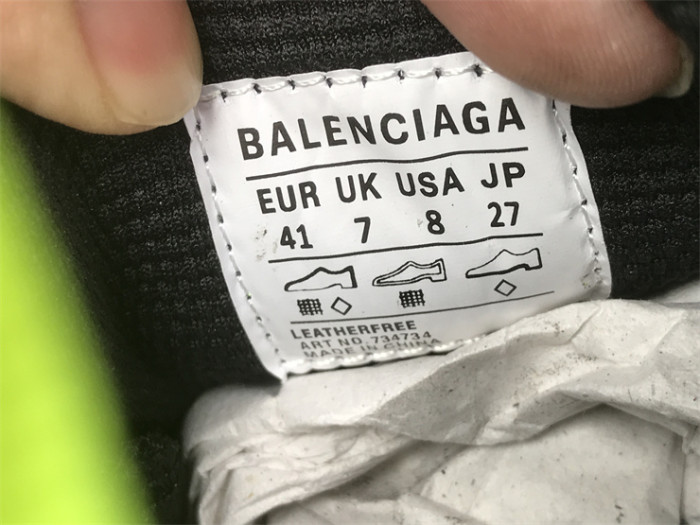 BALENCIAGA
EUR UK USA JP
41 7 8 27
LEATHERFREE
ART NO. 734734
MADE IN CHINA